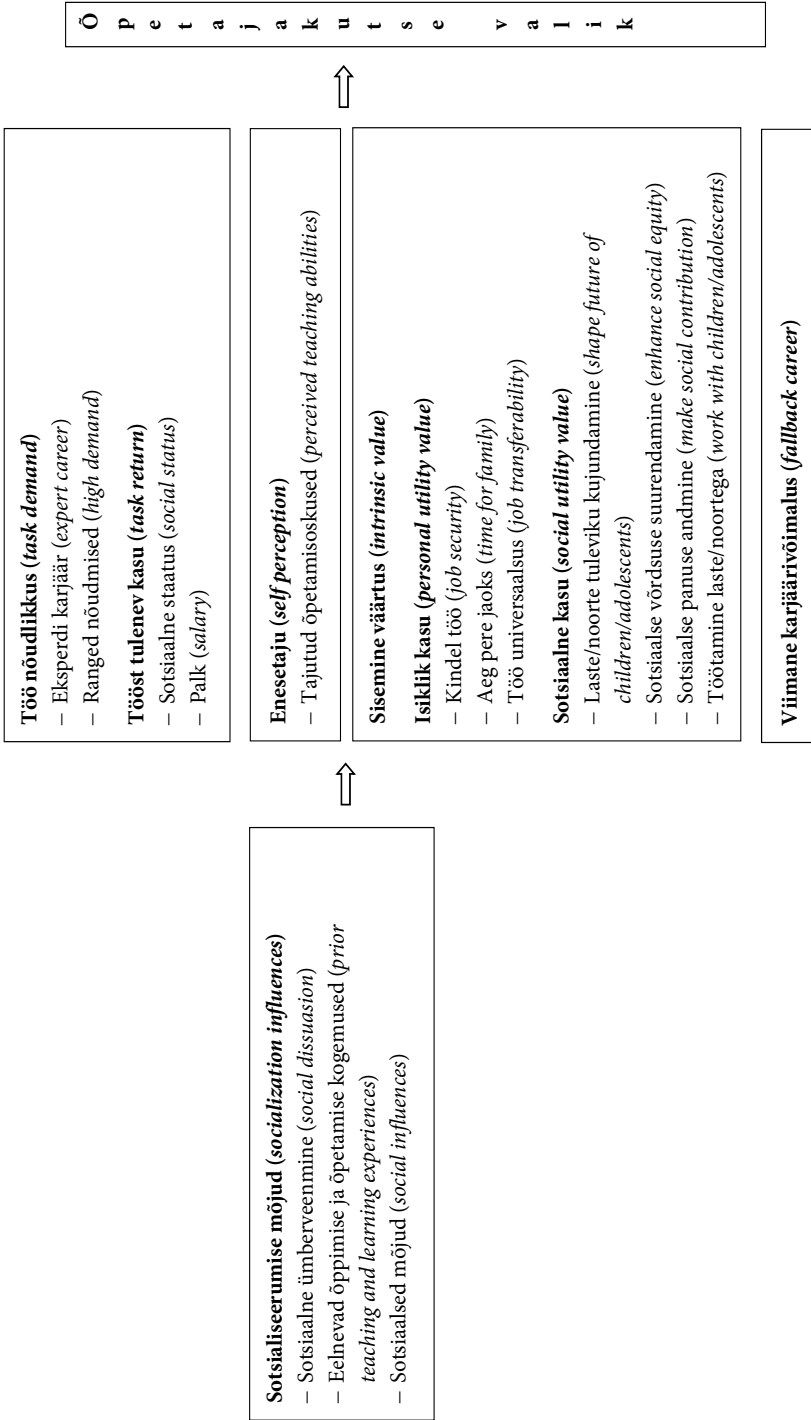 Sotsialiseerumise mõjud (socialization influences)
– Sotsiaalne ümberveenmine (social dissuasion)
– Eelnevad õppimise ja õpetamise kogemused (prior
teaching and learning experiences)
– Sotsiaalsed mõjud (social influences)
Töö nõudlikkus (task demand)
– Eksperdi karjäär (expert career)
– Ranged nõudmised (high demand)
Tööst tulenev kasu (task return)
– Sotsiaalne staatus (social status)
– Palk (salary)
Enesetaju (self perception)
– Tajutud õpetamisoskused (perceived teaching abilities)
Sisemine väärtus (intrinsic value)
Isiklik kasu (personal utility value)
– Kindel töö (job security)
– Aeg pere jaoks (time for family)
– Töö universaalsus (job transferability)
Sotsiaalne kasu (social utility value)
– Laste/noorte tuleviku kujundamine (shape future of
children/adolescents)
– Sotsiaalse võrdsuse suurendamine (enhance social equity)
– Sotsiaalse panuse andmine (make social contribution)
– Töötamine laste/noortega (work with children/adolescents)
Viimane karjäärivõimalus (fallback career)
Õpetajakutse valik